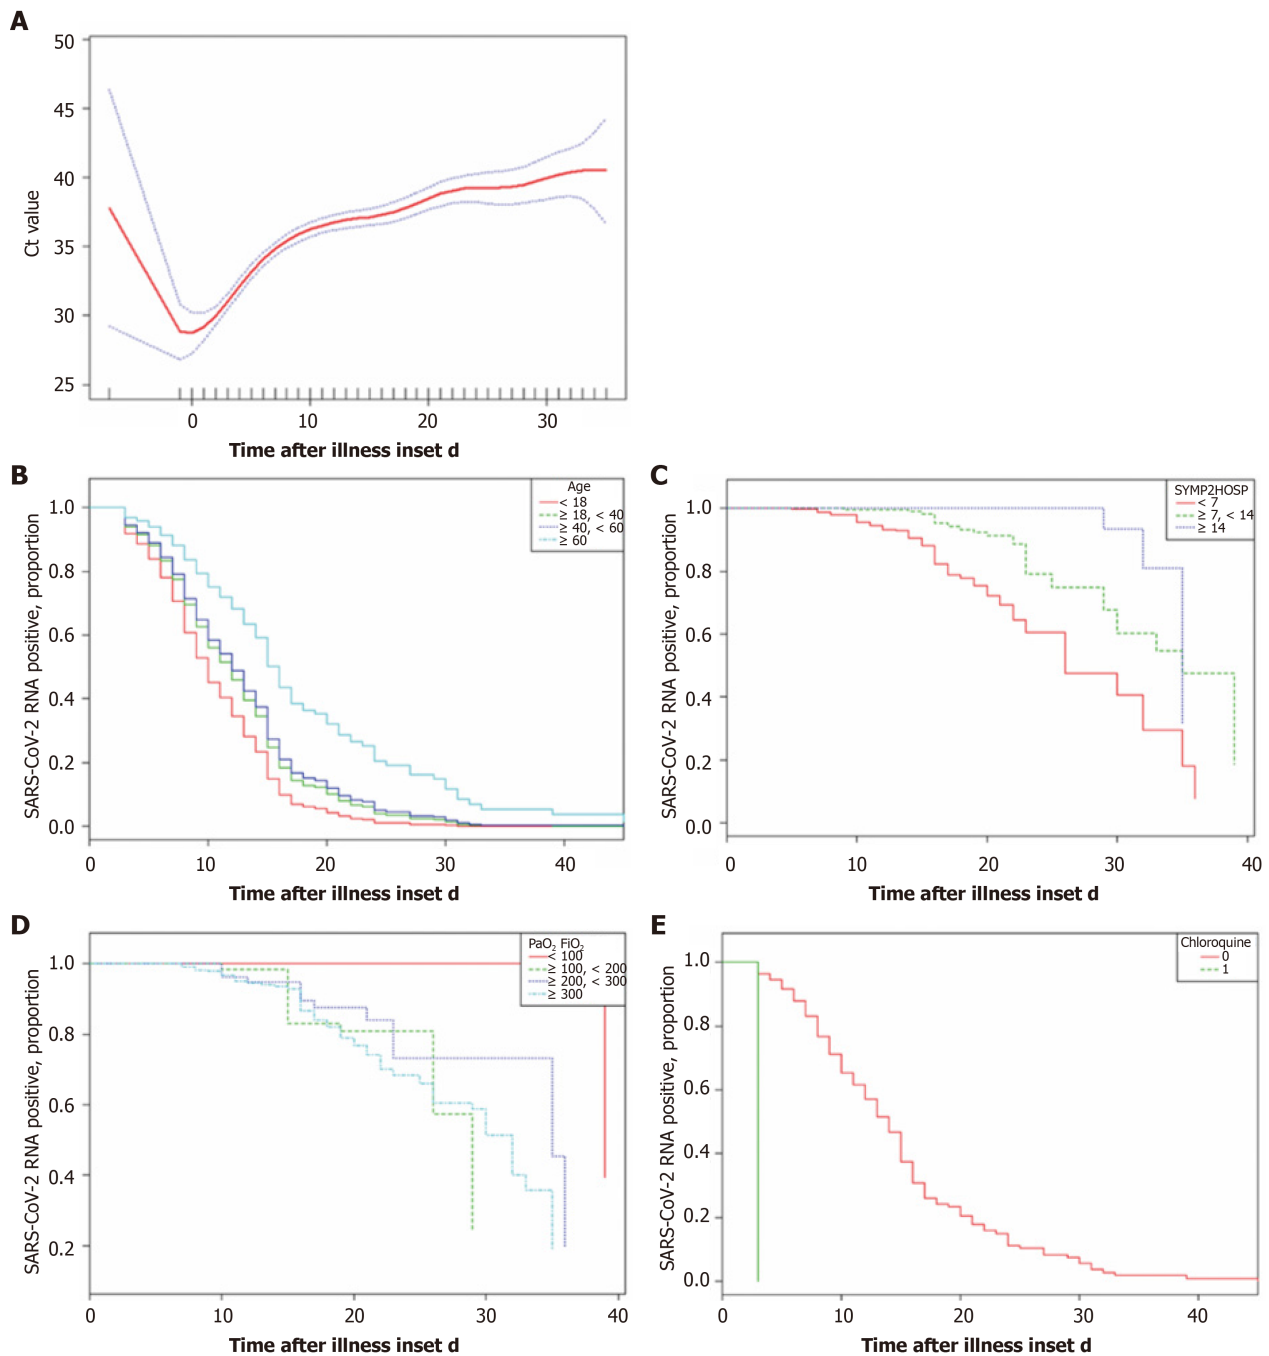 A
50
45
40
35
30
25
Ct value
0 10 20 30
Time after illness inset d
B
SARS-CoV-2 RNA positive, proportion
1.0
0.8
0.6
0.4
0.2
0.0
Age
< 18
≥ 18, < 40
≥ 40, < 60
≥ 60
0 10 20 30 40
Time after illness inset d
C
SARS-CoV-2 RNA positive, proportion
1.0
0.8
0.6
0.4
0.2
0.0
SYMP2HOSP
< 7
≥ 7, < 14
≥ 14
0 10 20 30 40
Time after illness inset d
D
SARS-CoV-2 RNA positive, proportion
1.0
0.8
0.6
0.4
0.2
PaO₂ FiO₂
< 100
≥ 100, < 200
≥ 200, < 300
≥ 300
0 10 20 30 40
Time after illness inset d
E
SARS-CoV-2 RNA positive, proportion
1.0
0.8
0.6
0.4
0.2
0.0
Chloroquine
0
1
0 10 20 30 40
Time after illness inset d